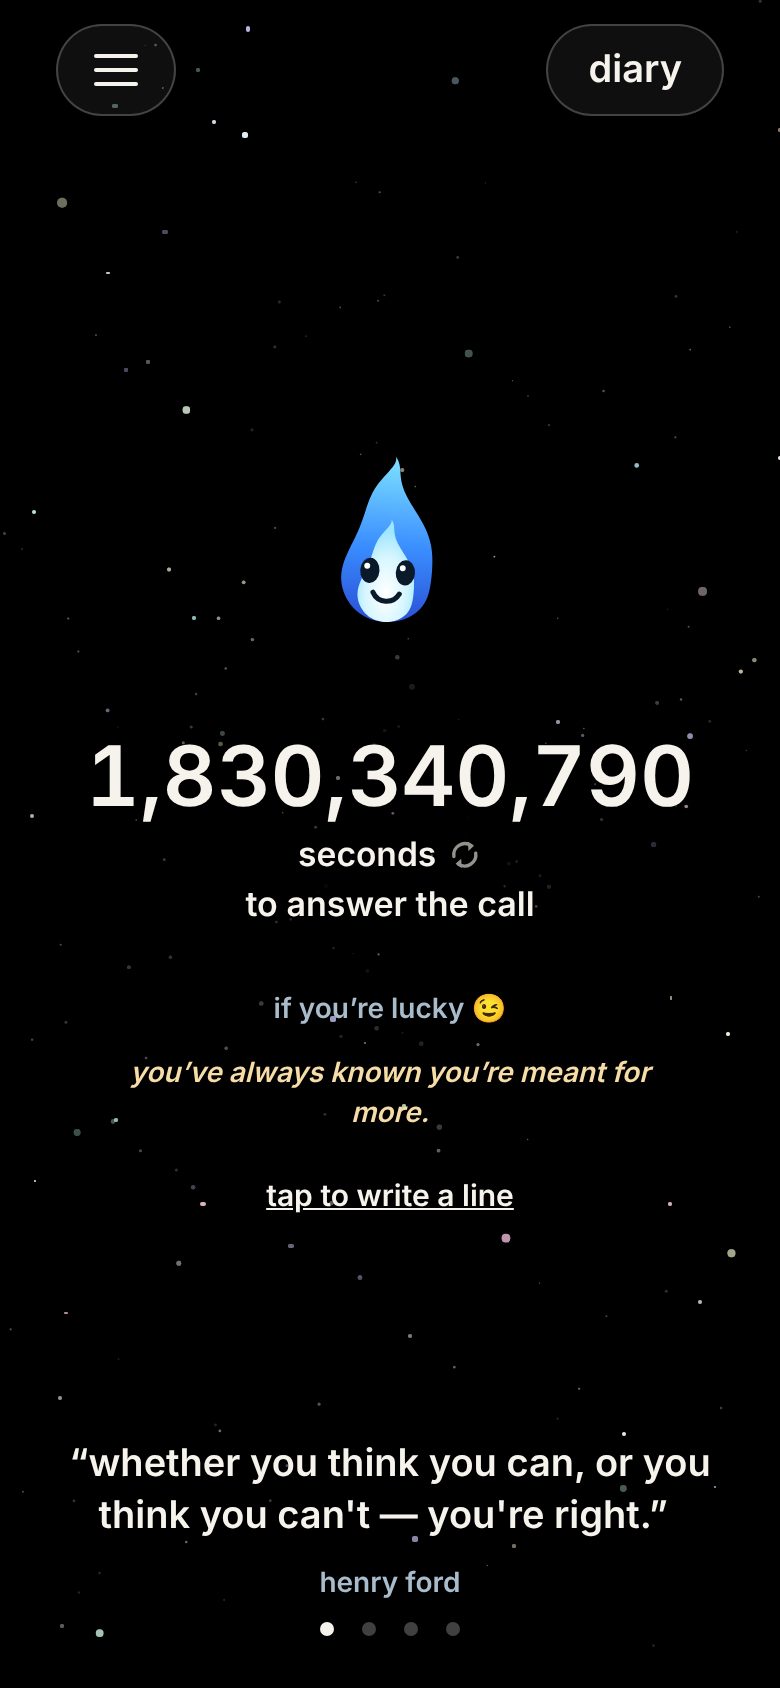 diary
1,830,340,790
seconds
to answer the call
if you’re lucky 😉
you’ve always known you’re meant for
more.
tap to write a line
“whether you think you can, or you
think you can't — you're right.”
henry ford